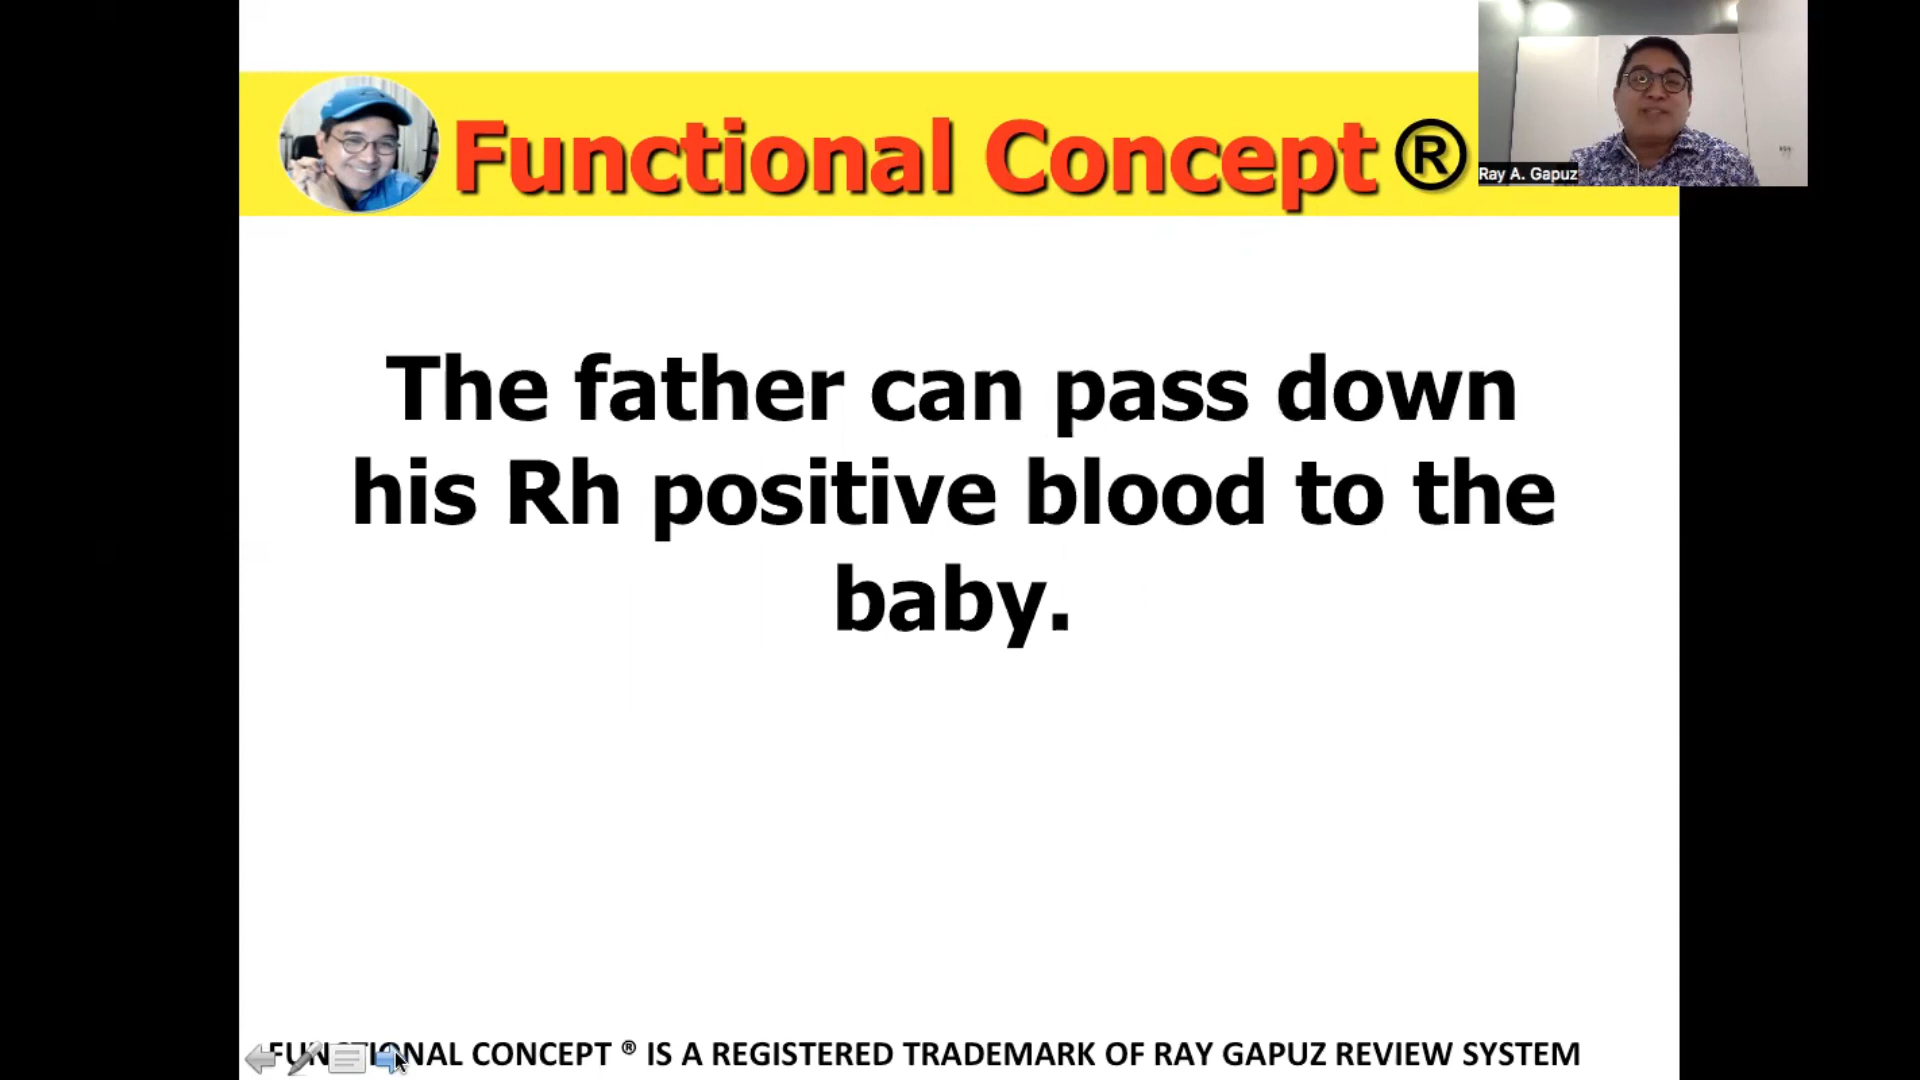 Functional Concept ®
Ray A. Gapuz
The father can pass down
his Rh positive blood to the
baby.
FUNCTIONAL CONCEPT ® IS A REGISTERED TRADEMARK OF RAY GAPUZ REVIEW SYSTEM